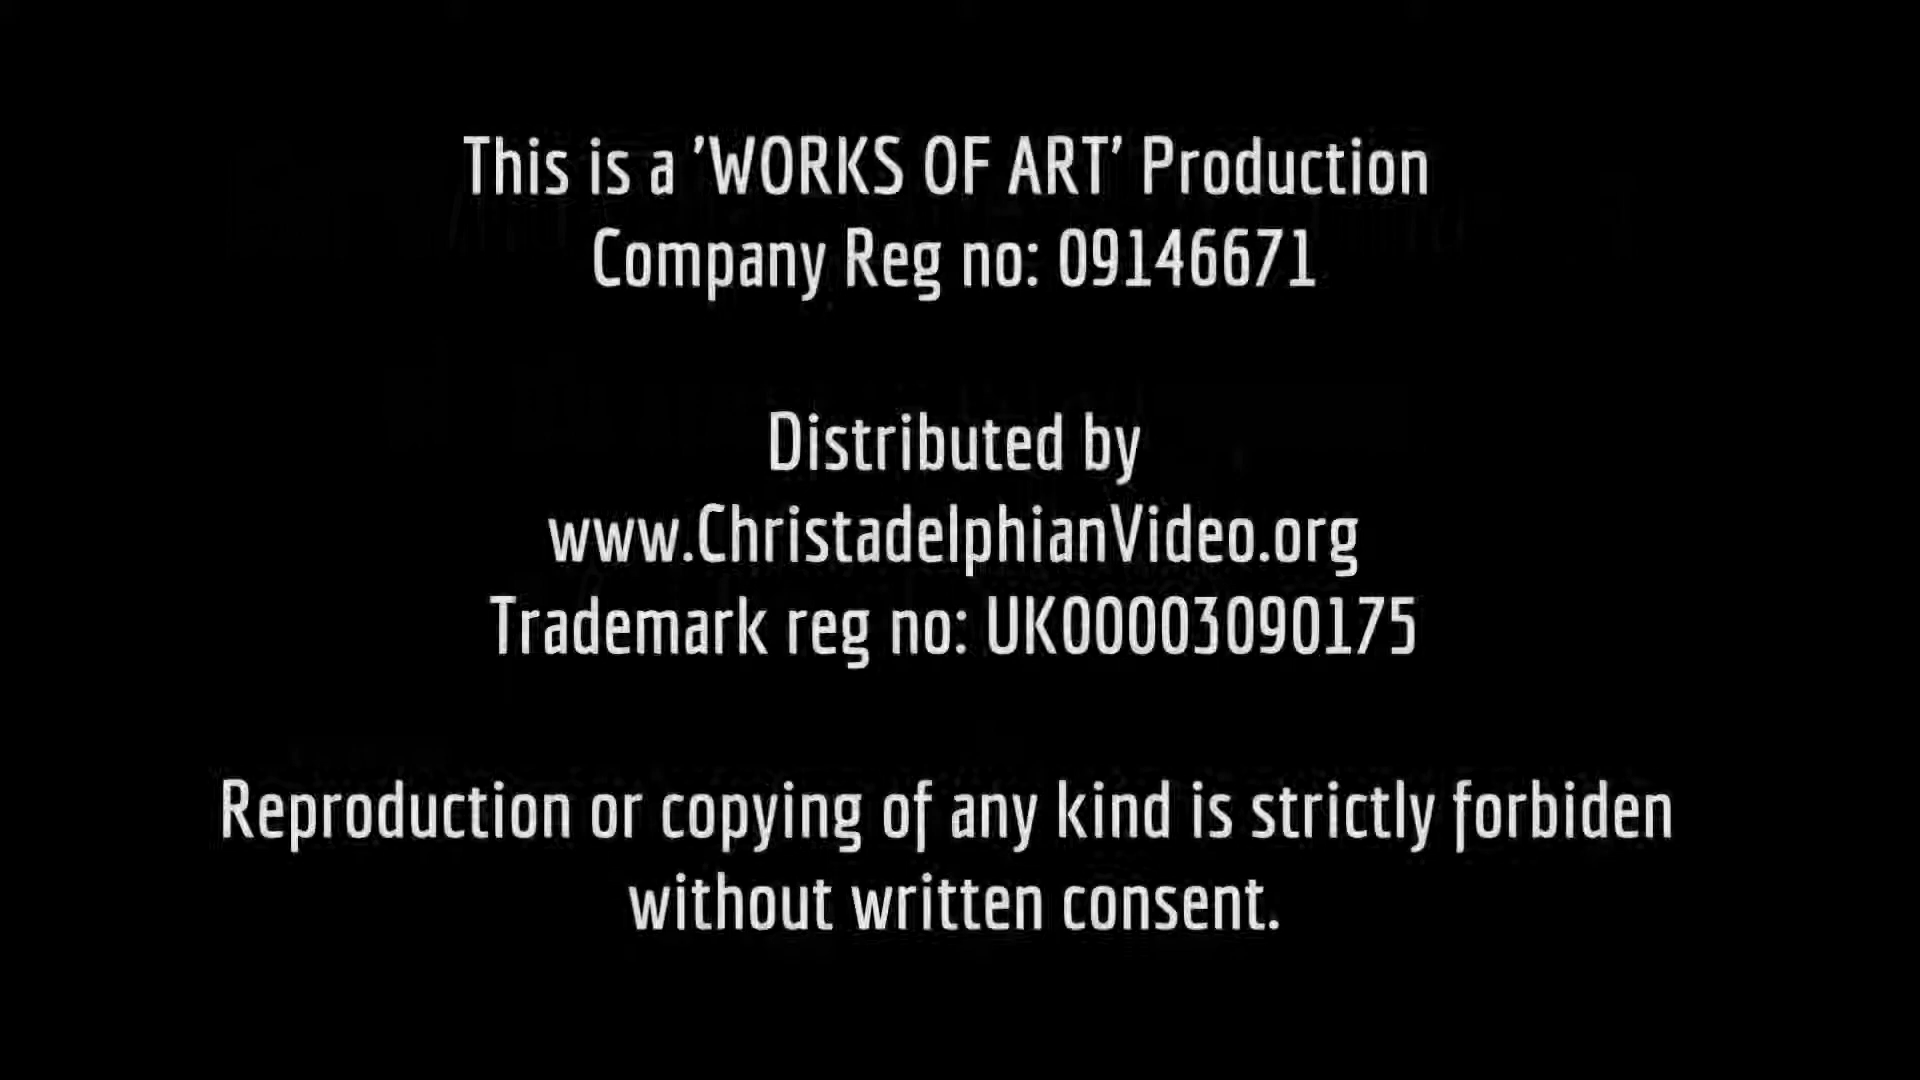 This is a 'WORKS OF ART' Production
Company Reg no: 09146671
Distributed by
www.ChristadelphianVideo.org
Trademark reg no: UK00003090175
Reproduction or copying of any kind is strictly forbiden
without written consent.